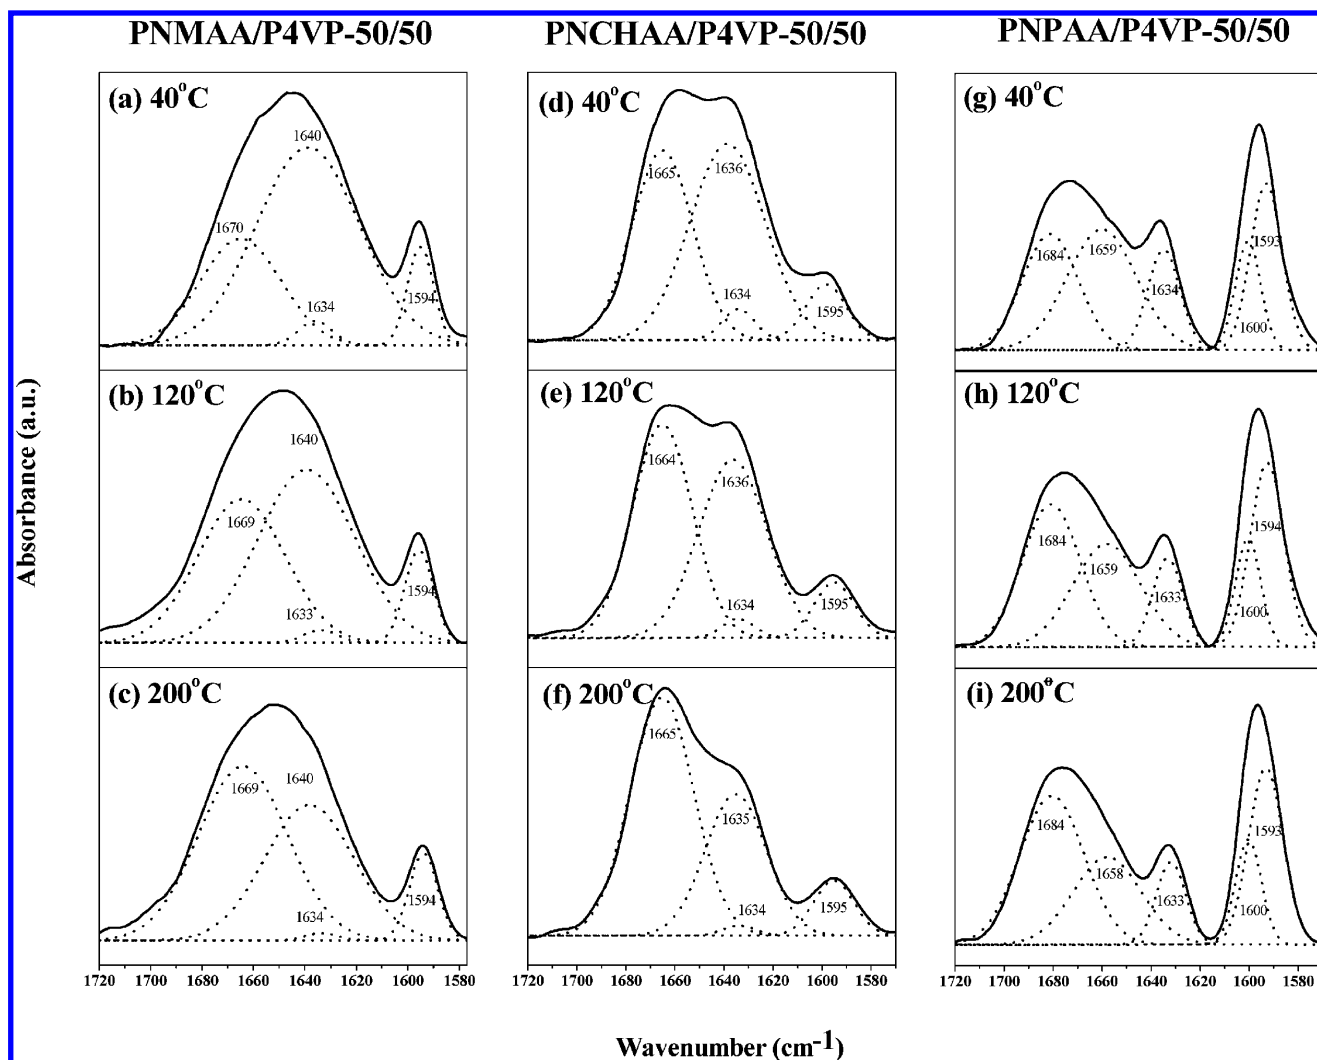 PNMAA/P4VP-50/50
PNCHAA/P4VP-50/50
PNPAA/P4VP-50/50
(a) 40°C
1670
1640
1634
1594
(d) 40°C
1665
1636
1634
1595
(g) 40°C
1684
1659
1634
1600
1593
(b) 120°C
1669
1640
1633
1594
(e) 120°C
1664
1636
1634
1595
(h) 120°C
1684
1659
1633
1600
1594
(c) 200°C
1669
1640
1634
1594
(f) 200°C
1665
1635
1634
1595
(i) 200°C
1684
1658
1633
1600
1593
1720 1700 1680 1660 1640 1620 1600 1580
1720 1700 1680 1660 1640 1620 1600
1720 1700 1680 1660 1640 1620 1600 1580
Absorbance (a.u.)
Wavenumber (cm-1)